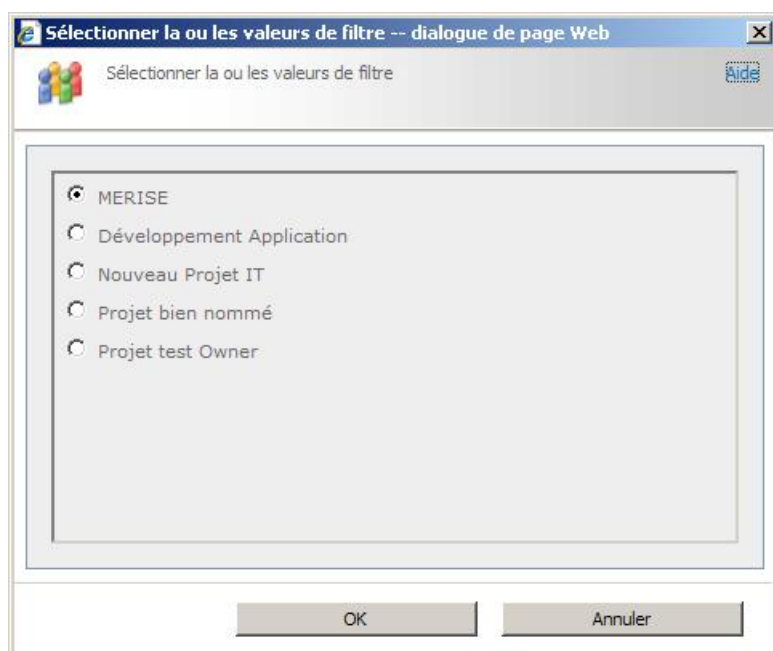 Sélectionner la ou les valeurs de filtre -- dialogue de page Web
Sélectionner la ou les valeurs de filtre
Aide
MERISE
Développement Application
Nouveau Projet IT
Projet bien nommé
Projet test Owner
OK
Annuler